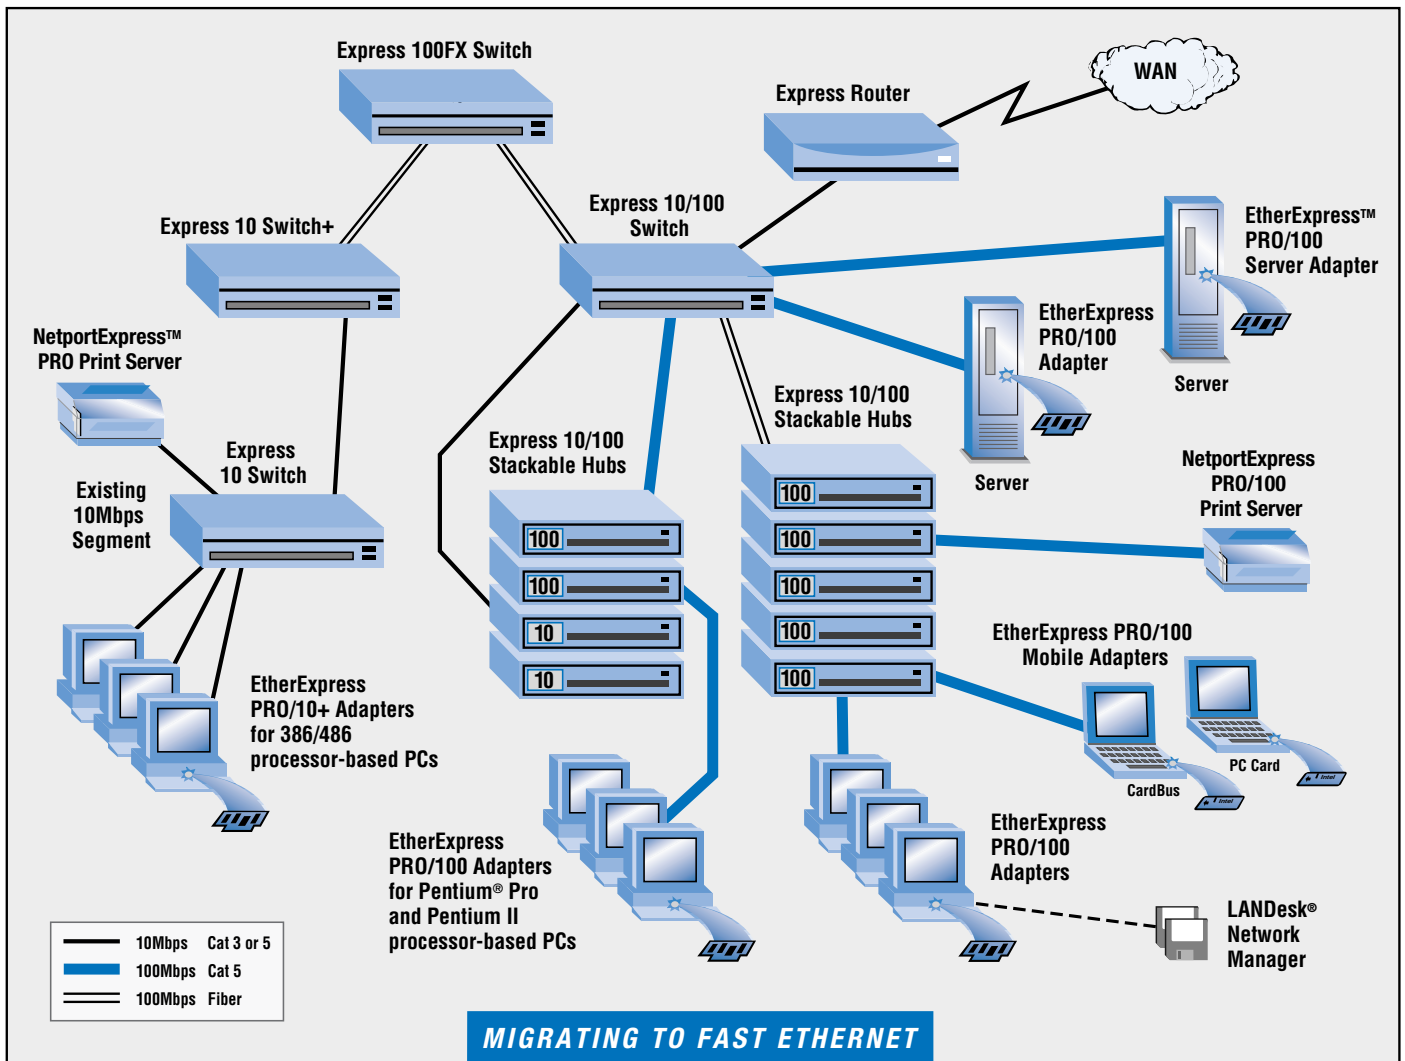 Express 100FX Switch
WAN
Express Router
Express 10/100
Switch
Express 10 Switch+
EtherExpress™
PRO/100
Server Adapter
EtherExpress
PRO/100
Adapter
NetportExpress™
PRO Print Server
Server
Express 10/100
Stackable Hubs
Express 10/100
Stackable Hubs
Express
10 Switch
Server
NetportExpress
PRO/100
Print Server
Existing
10Mbps
Segment
100
100
10
10
100
100
100
100
100
EtherExpress PRO/100
Mobile Adapters
EtherExpress
PRO/10+ Adapters
for 386/486
processor-based PCs
PC Card
CardBus
intel
intel
EtherExpress
PRO/100 Adapters
for Pentium® Pro
and Pentium II
processor-based PCs
EtherExpress
PRO/100
Adapters
LANDesk®
Network
Manager
10Mbps Cat 3 or 5
100Mbps Cat 5
100Mbps Fiber
MIGRATING TO FAST ETHERNET